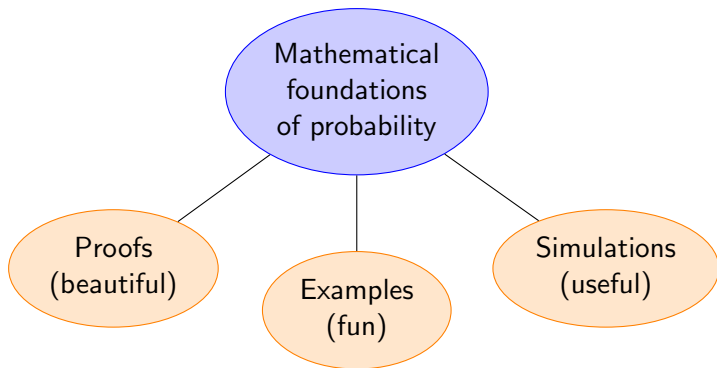 Mathematical
foundations
of probability
Proofs
(beautiful)
Examples
(fun)
Simulations
(useful)